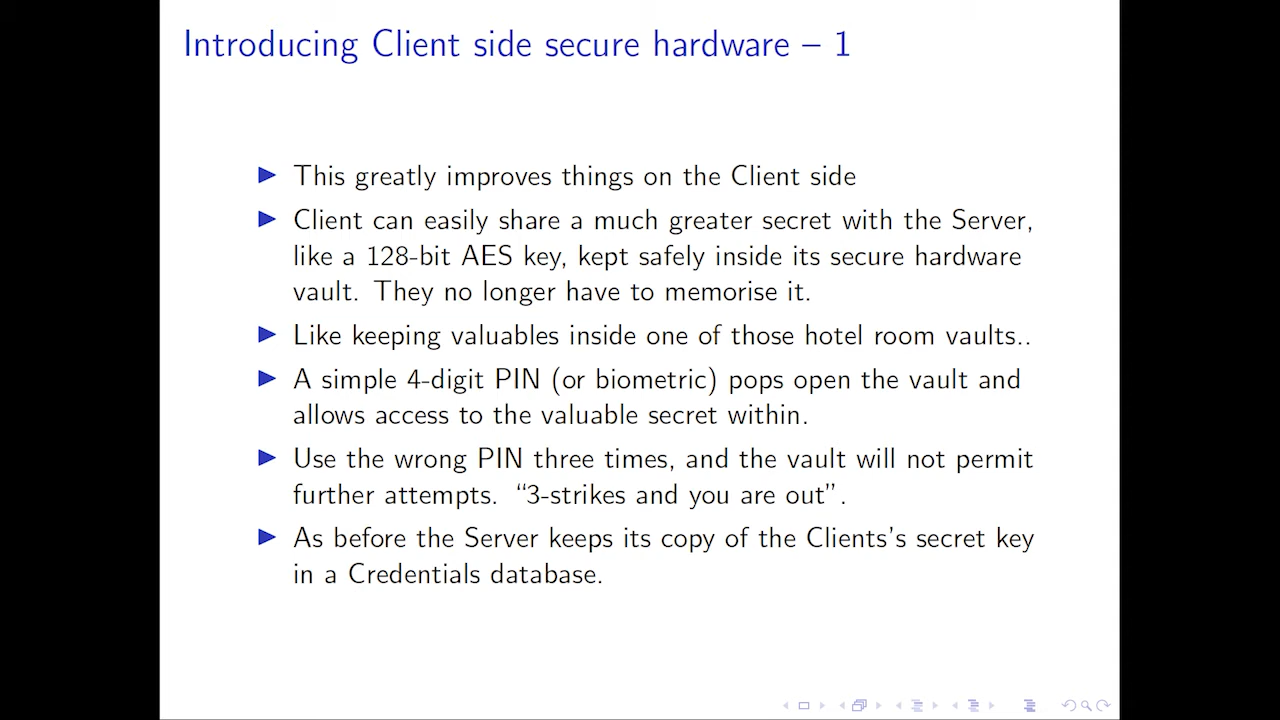 Introducing Client side secure hardware – 1
▶ This greatly improves things on the Client side
▶ Client can easily share a much greater secret with the Server,
like a 128-bit AES key, kept safely inside its secure hardware
vault. They no longer have to memorise it.
▶ Like keeping valuables inside one of those hotel room vaults..
▶ A simple 4-digit PIN (or biometric) pops open the vault and
allows access to the valuable secret within.
▶ Use the wrong PIN three times, and the vault will not permit
further attempts. “3-strikes and you are out”.
▶ As before the Server keeps its copy of the Clients’s secret key
in a Credentials database.